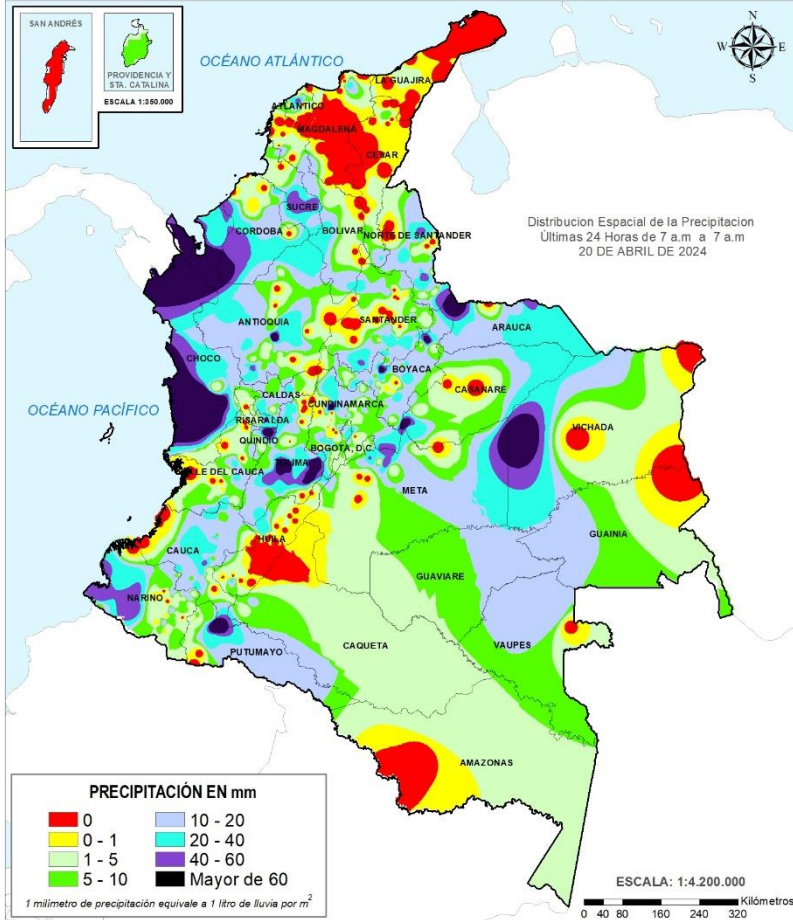 SAN ANDRÉS
PROVIDENCIA Y
STA. CATALINA
ESCALA 1:350.000
OCÉANO ATLÁNTICO
N
W
E
S
LA GUAJIRA
ATLANTICO
MAGDALENA
CESAR
Distribucion Espacial de la Precipitacion
Últimas 24 Horas de 7 a.m a 7 a.m
20 DE ABRIL DE 2024
SUCRE
CORDOBA
BOLIVAR
NORTE DE SANTANDER
ANTIOQUIA
SANTANDER
ARAUCA
CHOCO
BOYACA
CASANARE
CALDAS
CUNDINAMARCA
OCÉANO PACÍFICO
RISARALDA
VICHADA
QUINDIO
BOGOTA, D.C.
TOLIMA
VALLE DEL CAUCA
META
GUAINIA
CAUCA
HUILA
GUAVIARE
NARIÑO
PUTUMAYO
CAQUETA
VAUPES
AMAZONAS
PRECIPITACIÓN EN mm
0
10 - 20
0 - 1
20 - 40
1 - 5
40 - 60
5 - 10
Mayor de 60
1 milímetro de precipitación equivale a 1 litro de lluvia por m²
ESCALA: 1:4.200.000
Kilómetros
0 40 80 160 240 320